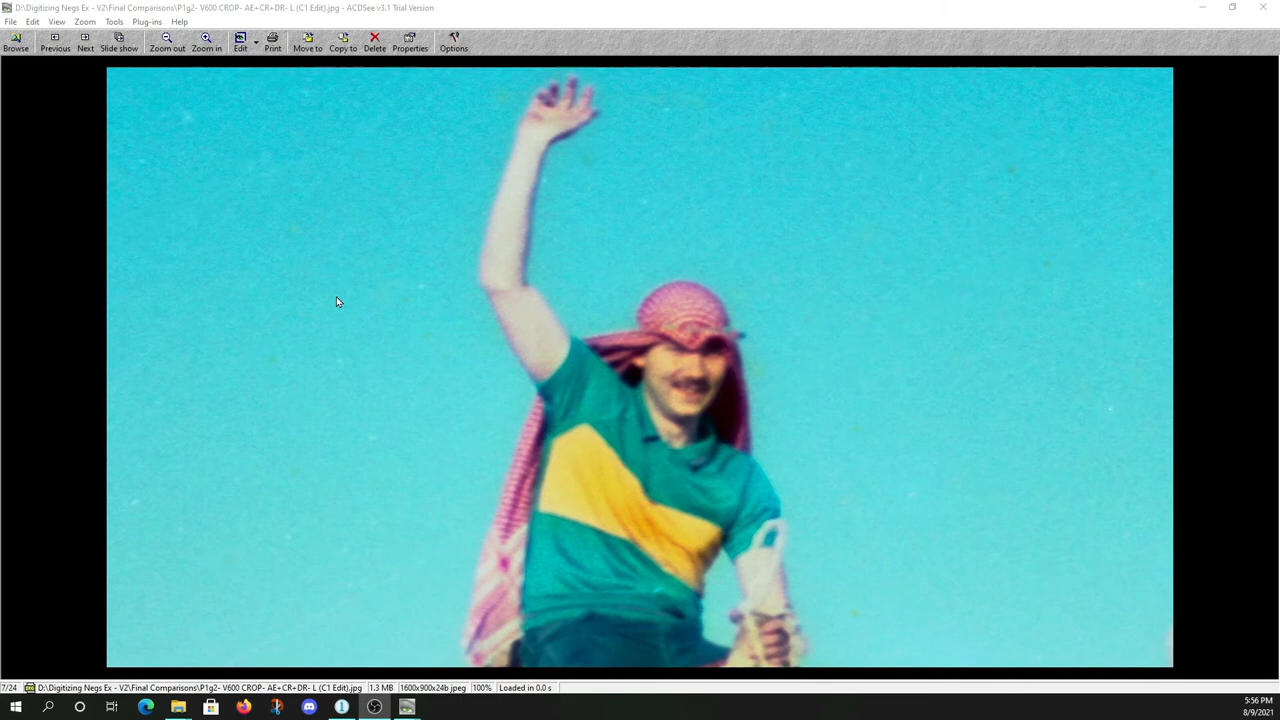 D:\Digitizing Negs Ex - V2\Final Comparisons\P1g2- V600 CROP- AE+CR+DR- L (C1 Edit).jpg - ACDSee v3.1 Trial Version
File Edit View Zoom Tools Plug-ins Help
Browse Previous Next Slide show Zoom out Zoom in Edit Print Move to Copy to Delete Properties Options
7/24 D:\Digitizing Negs Ex - V2\Final Comparisons\P1g2- V600 CROP- AE+CR+DR- L (C1 Edit).jpg 1.3 MB 1600x900x24b jpeg 100% Loaded in 0.0 s
5:56 PM
8/9/2021